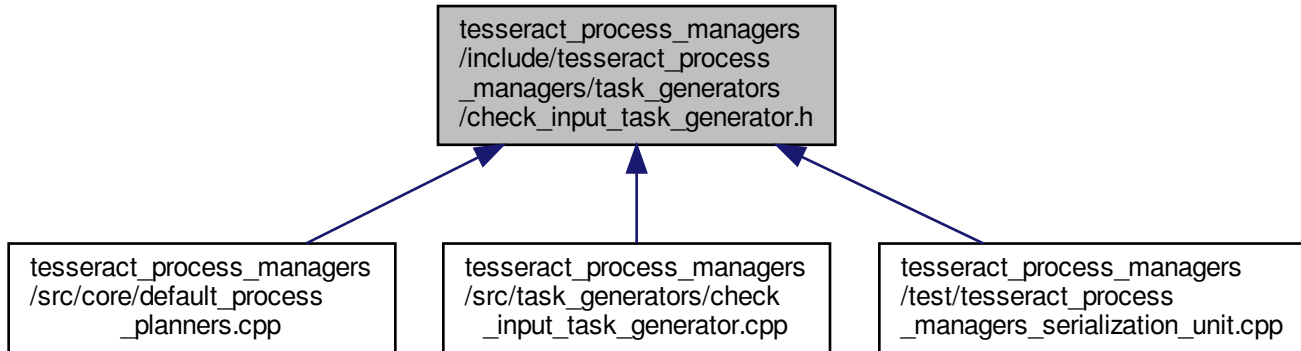 tesseract_process_managers
/include/tesseract_process
_managers/task_generators
/check_input_task_generator.h
tesseract_process_managers
/src/core/default_process
_planners.cpp
tesseract_process_managers
/src/task_generators/check
_input_task_generator.cpp
tesseract_process_managers
/test/tesseract_process
_managers_serialization_unit.cpp